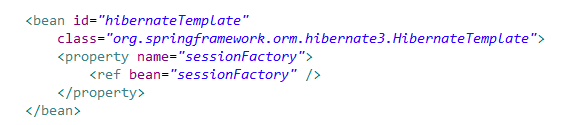 <bean id="hibernateTemplate"
class="org.springframework.orm.hibernate3.HibernateTemplate">
<property name="sessionFactory">
<ref bean="sessionFactory" />
</property>
</bean>